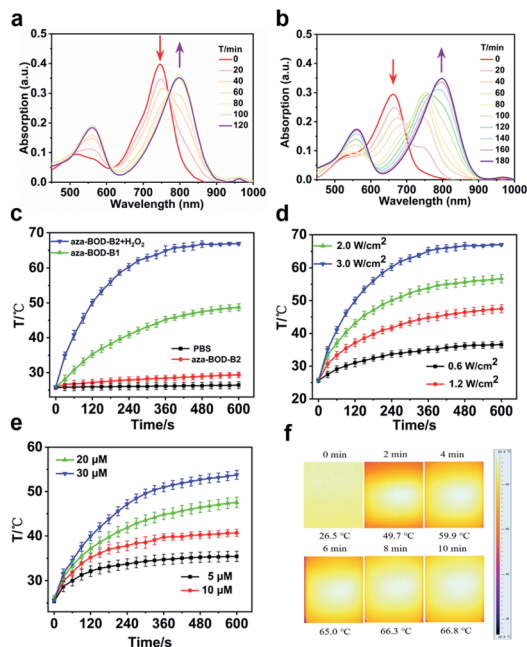 a
b
T/min
0
20
40
60
80
100
120
0.5
0.4
0.3
0.2
0.1
0.0
Absorption (a.u.)
500 600 700 800 900 1000
Wavelength (nm)
T/min
0
20
40
60
80
100
120
140
160
180
0.5
0.4
0.3
0.2
0.1
0.0
Absorption (a.u.)
500 600 700 800 900 1000
Wavelength (nm)
c
aza-BOD-B2+H₂O₂
aza-BOD-B1
PBS
aza-BOD-B2
70
60
50
40
30
20
T/℃
0 120 240 360 480 600
Time/s
d
2.0 W/cm²
3.0 W/cm²
0.6 W/cm²
1.2 W/cm²
70
60
50
40
30
20
T/℃
0 120 240 360 480 600
Time/s
e
20 μM
30 μM
5 μM
10 μM
60
50
40
30
T/℃
0 120 240 360 480 600
Time/s
f
0 min 2 min 4 min
26.5 ℃ 49.7 ℃ 59.9 ℃
6 min 8 min 10 min
65.0 ℃ 66.3 ℃ 66.8 ℃